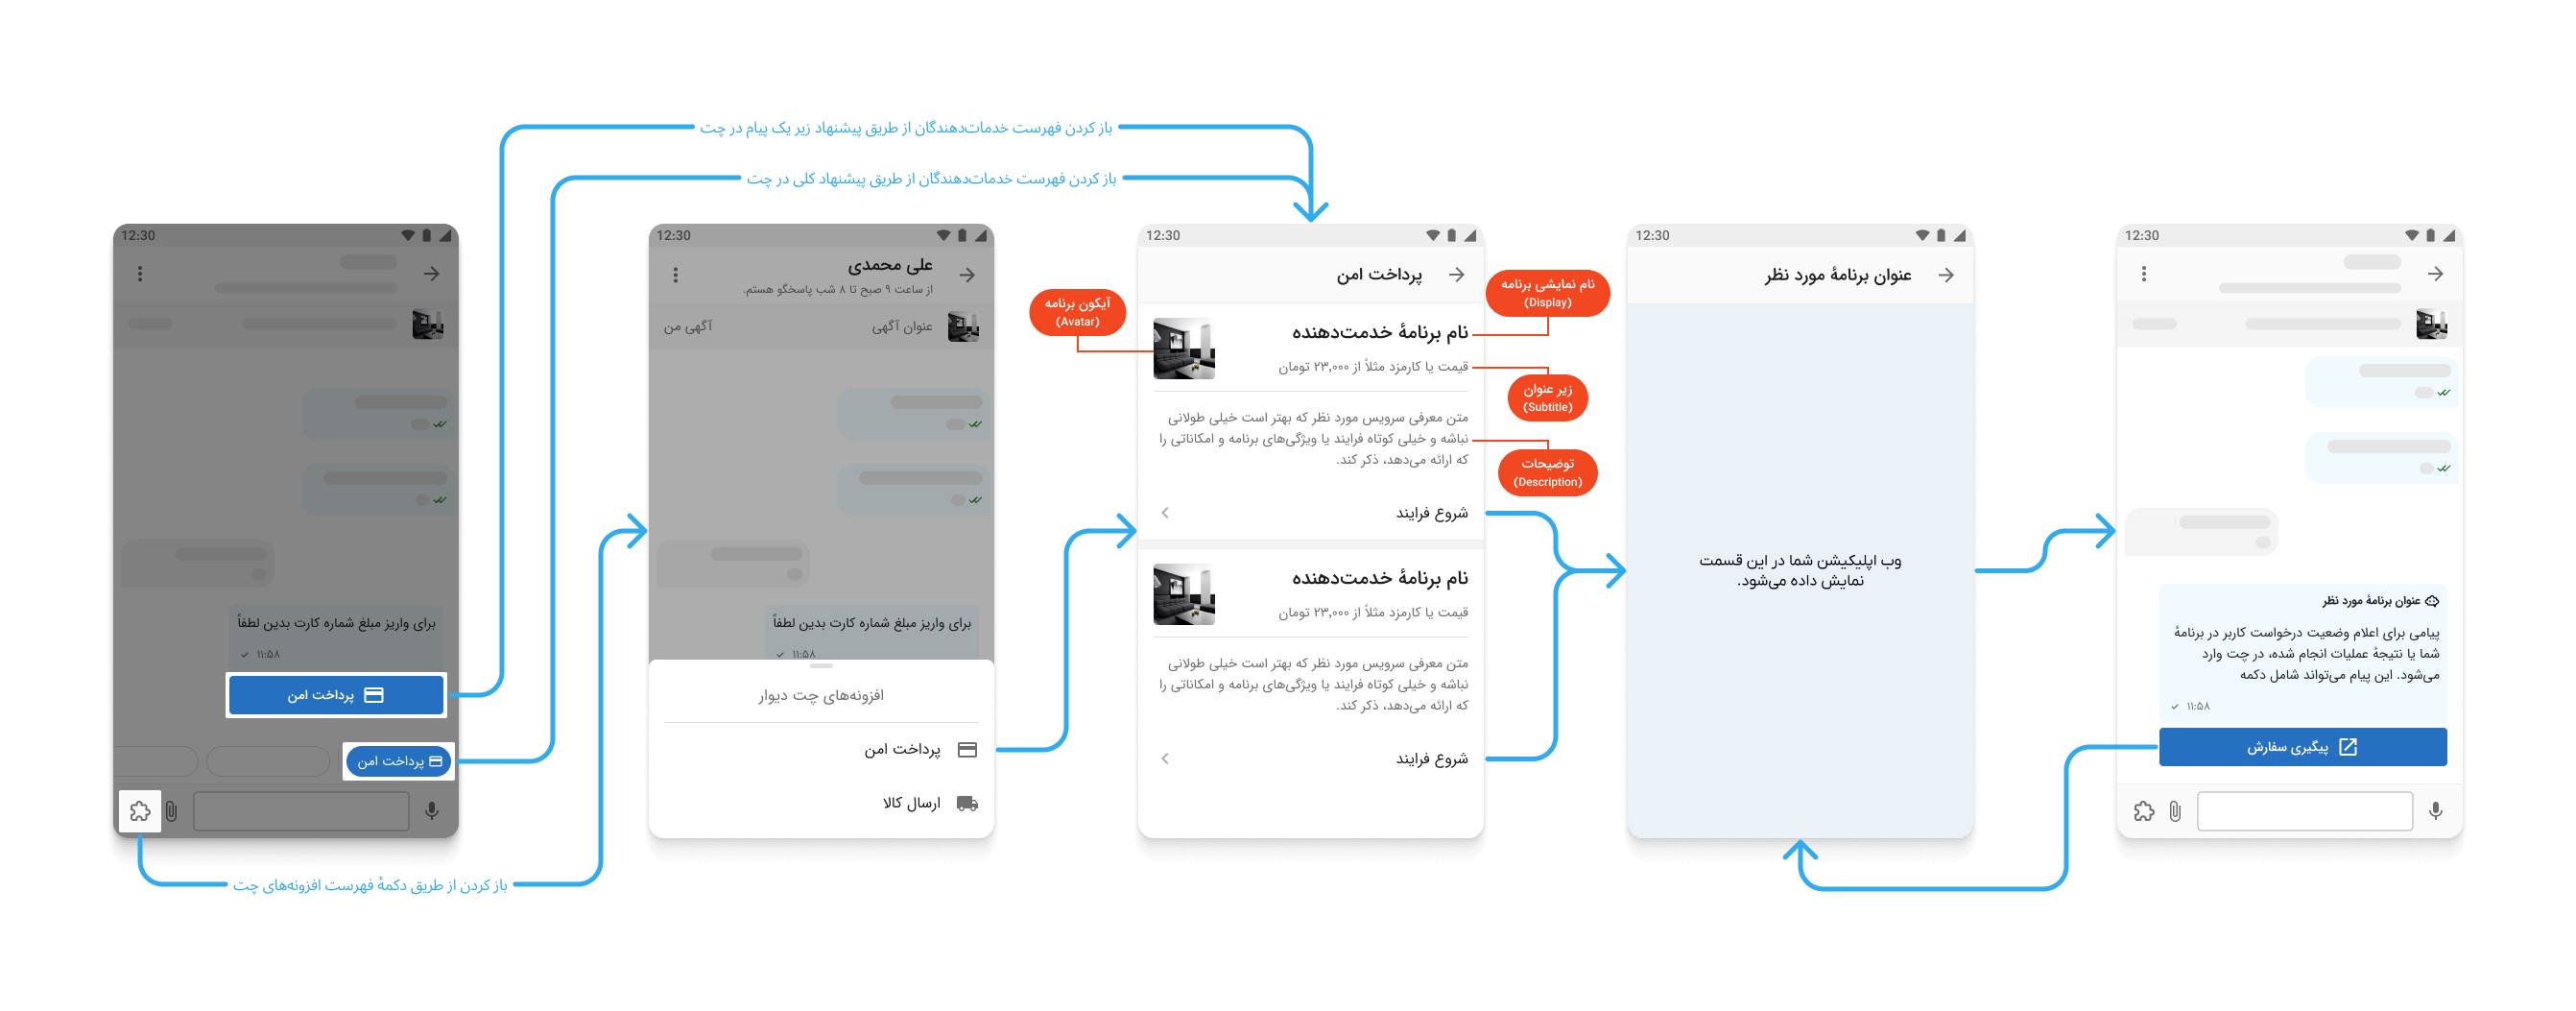 باز کردن فهرست خدمات‌دهندگان از طریق پیشنهاد زیر یک پیام در چت
باز کردن فهرست خدمات‌دهندگان از طریق پیشنهاد کلی در چت
12:30
برای واریز مبلغ شماره کارت بدین لطفاً
۱۱:۵۸
پرداخت امن
پرداخت امن
باز کردن از طریق دکمهٔ فهرست افزونه‌های چت
12:30
علی محمدی
از ساعت ۹ صبح تا ۸ شب پاسخگو هستم.
عنوان آگهی
آگهی من
برای واریز مبلغ شماره کارت بدین لطفاً
۱۱:۵۸
افزونه‌های چت دیوار
پرداخت امن
ارسال کالا
12:30
پرداخت امن
آیکون برنامه
(Avatar)
نام نمایشی برنامه
(Display)
نام برنامهٔ خدمت‌دهنده
قیمت یا کارمزد مثلاً از ۲۳,۰۰۰ تومان
زیر عنوان
(Subtitle)
متن معرفی سرویس مورد نظر که بهتر است خیلی طولانی
نباشه و خیلی کوتاه فرایند یا ویژگی‌های برنامه و امکاناتی را
که ارائه می‌دهد، ذکر کند.
توضیحات
(Description)
شروع فرایند
نام برنامهٔ خدمت‌دهنده
قیمت یا کارمزد مثلاً از ۲۳,۰۰۰ تومان
متن معرفی سرویس مورد نظر که بهتر است خیلی طولانی
نباشه و خیلی کوتاه فرایند یا ویژگی‌های برنامه و امکاناتی را
که ارائه می‌دهد، ذکر کند.
شروع فرایند
12:30
عنوان برنامهٔ مورد نظر
وب اپلیکیشن شما در این قسمت
نمایش داده می‌شود.
12:30
عنوان برنامهٔ مورد نظر
پیامی برای اعلام وضعیت درخواست کاربر در برنامهٔ
شما یا نتیجهٔ عملیات انجام شده، در چت وارد
می‌شود. این پیام می‌تواند شامل دکمه
۱۱:۵۸
پیگیری سفارش